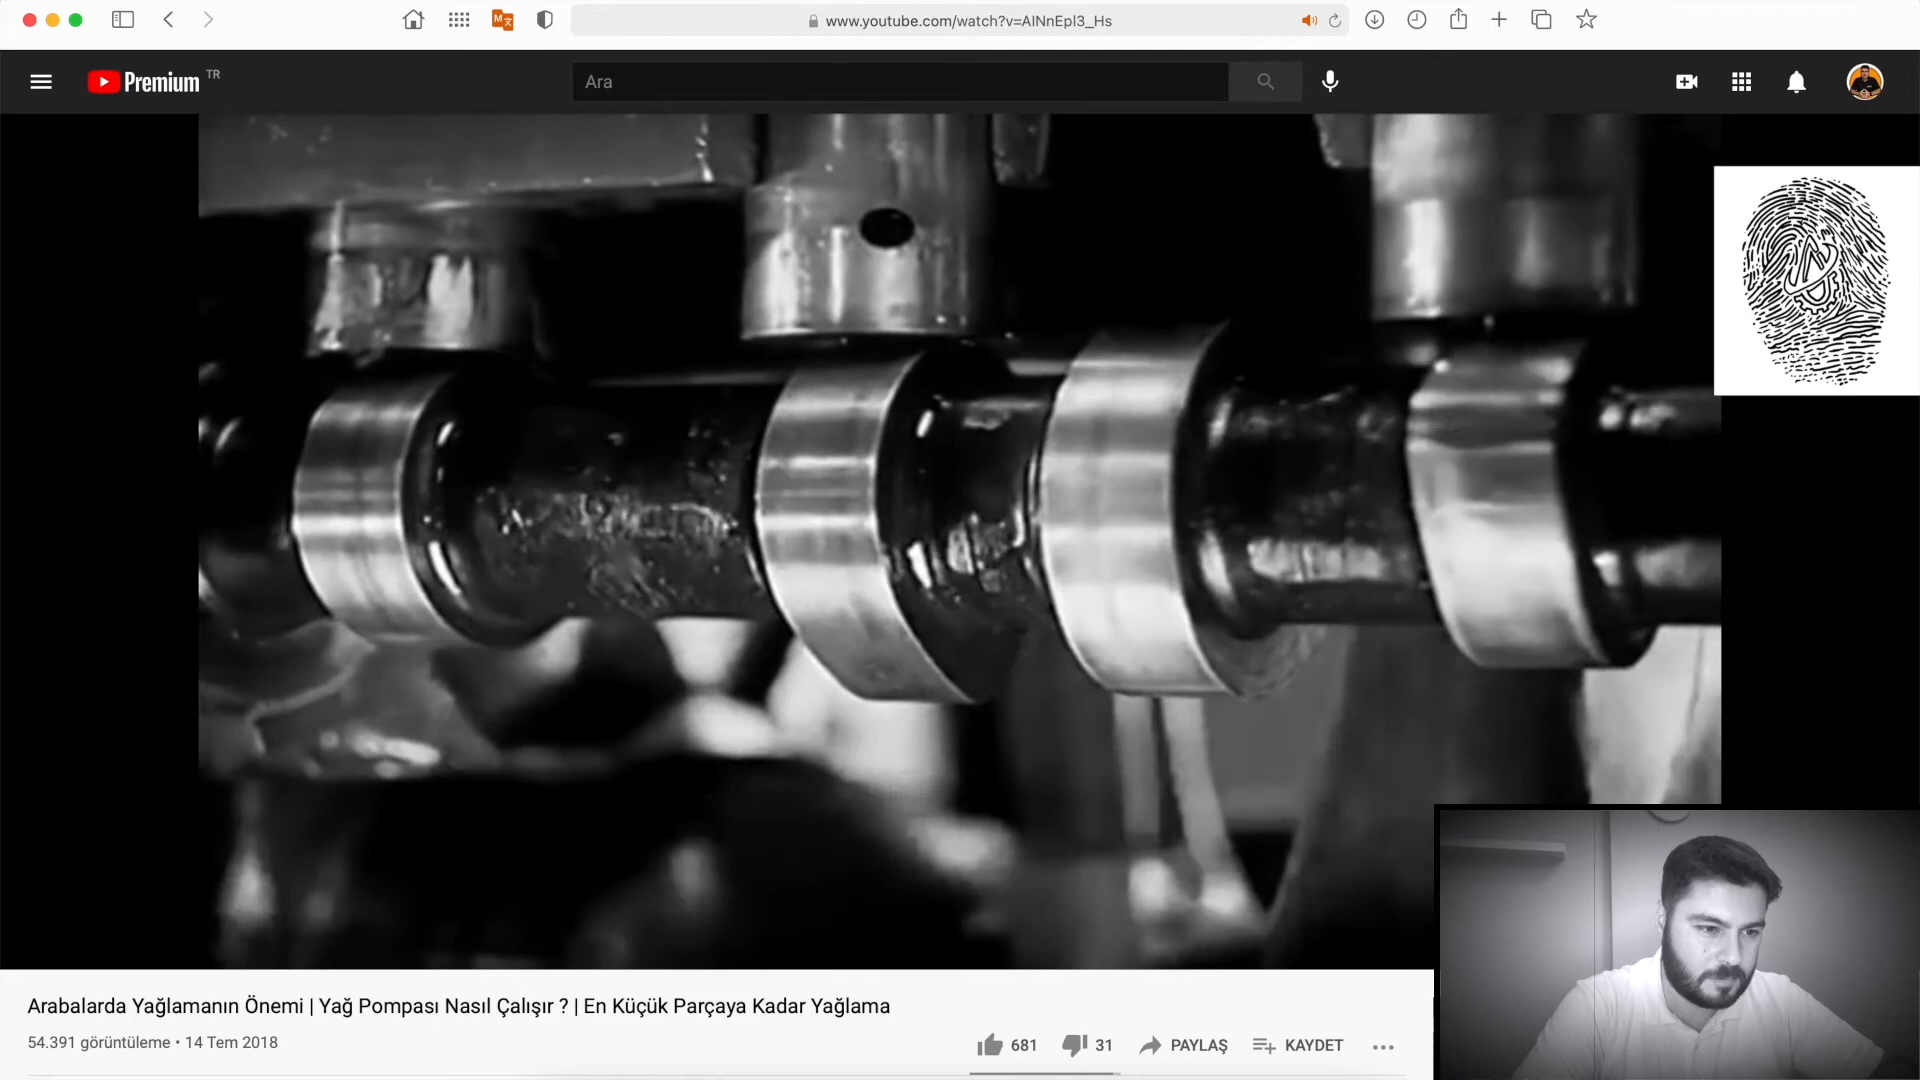 www.youtube.com/watch?v=AINnEpl3_Hs
Premium TR
Ara
Arabalarda Yağlamanın Önemi | Yağ Pompası Nasıl Çalışır ? | En Küçük Parçaya Kadar Yağlama
54.391 görüntüleme • 14 Tem 2018
681
31
PAYLAŞ
KAYDET